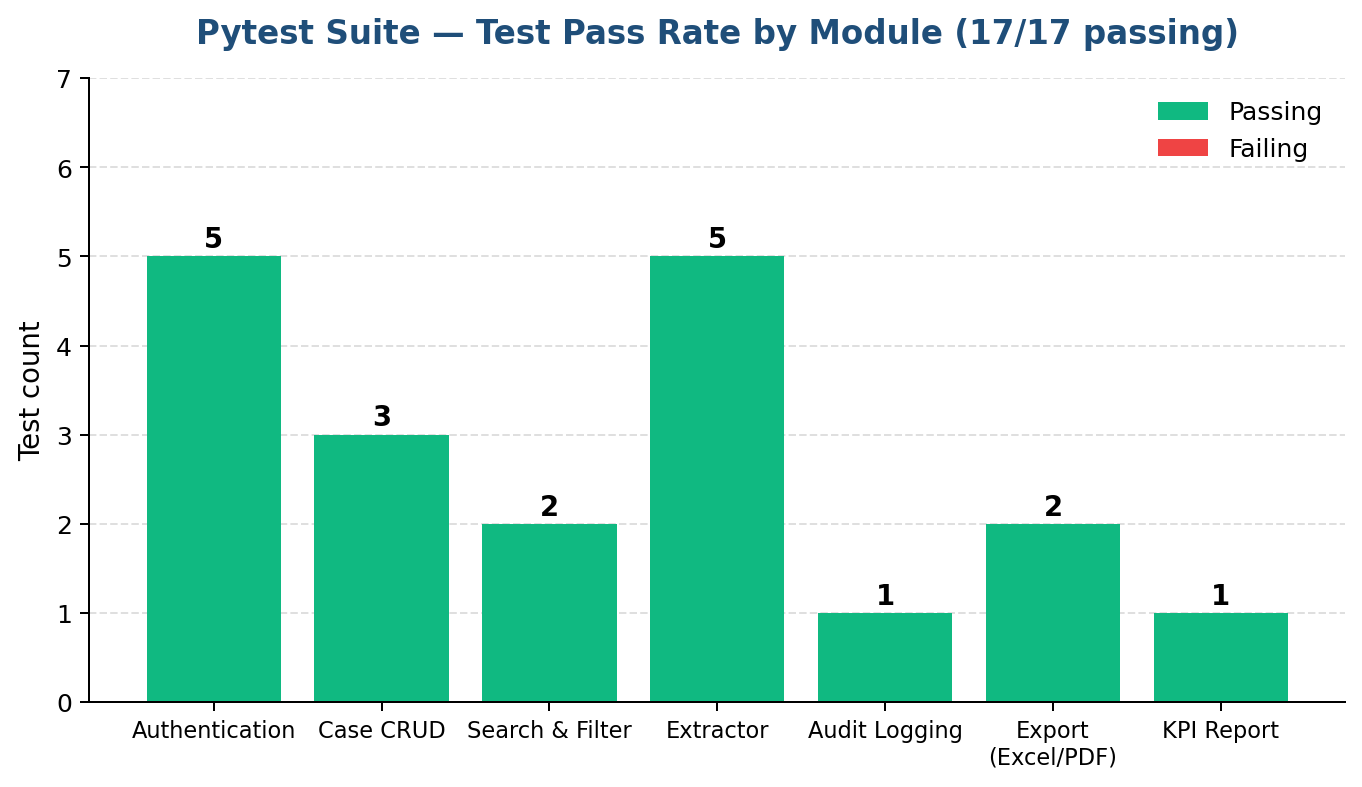 Pytest Suite — Test Pass Rate by Module (17/17 passing)
7
6
5
4
3
2
1
0
Test count
Passing
Failing
5
3
2
5
1
2
1
Authentication
Case CRUD
Search & Filter
Extractor
Audit Logging
Export
(Excel/PDF)
KPI Report